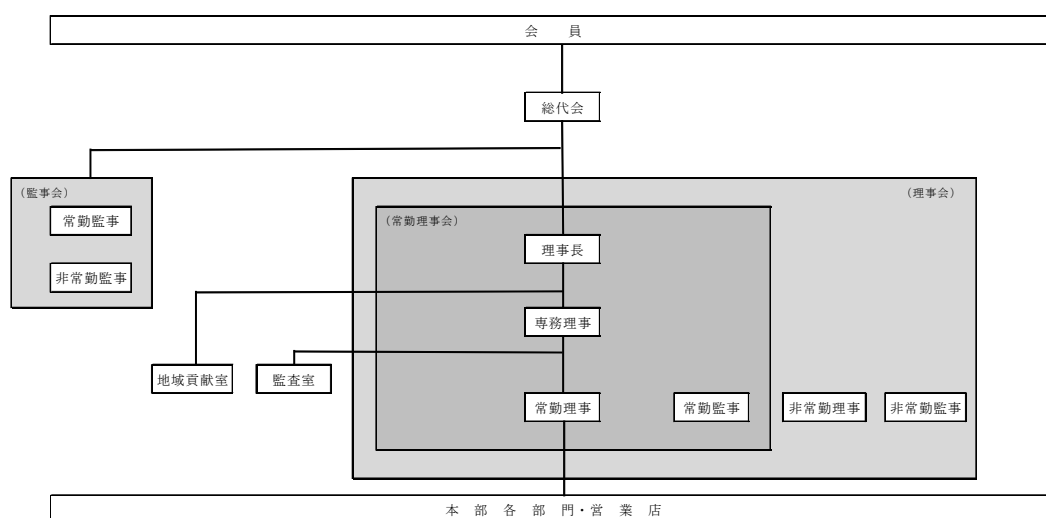 会 員
総代会
（監事会）
（理事会）
常勤監事
（常勤理事会）
理事長
非常勤監事
専務理事
地域貢献室
監査室
常勤理事
常勤監事
非常勤理事
非常勤監事
本 部 各 部 門・営 業 店